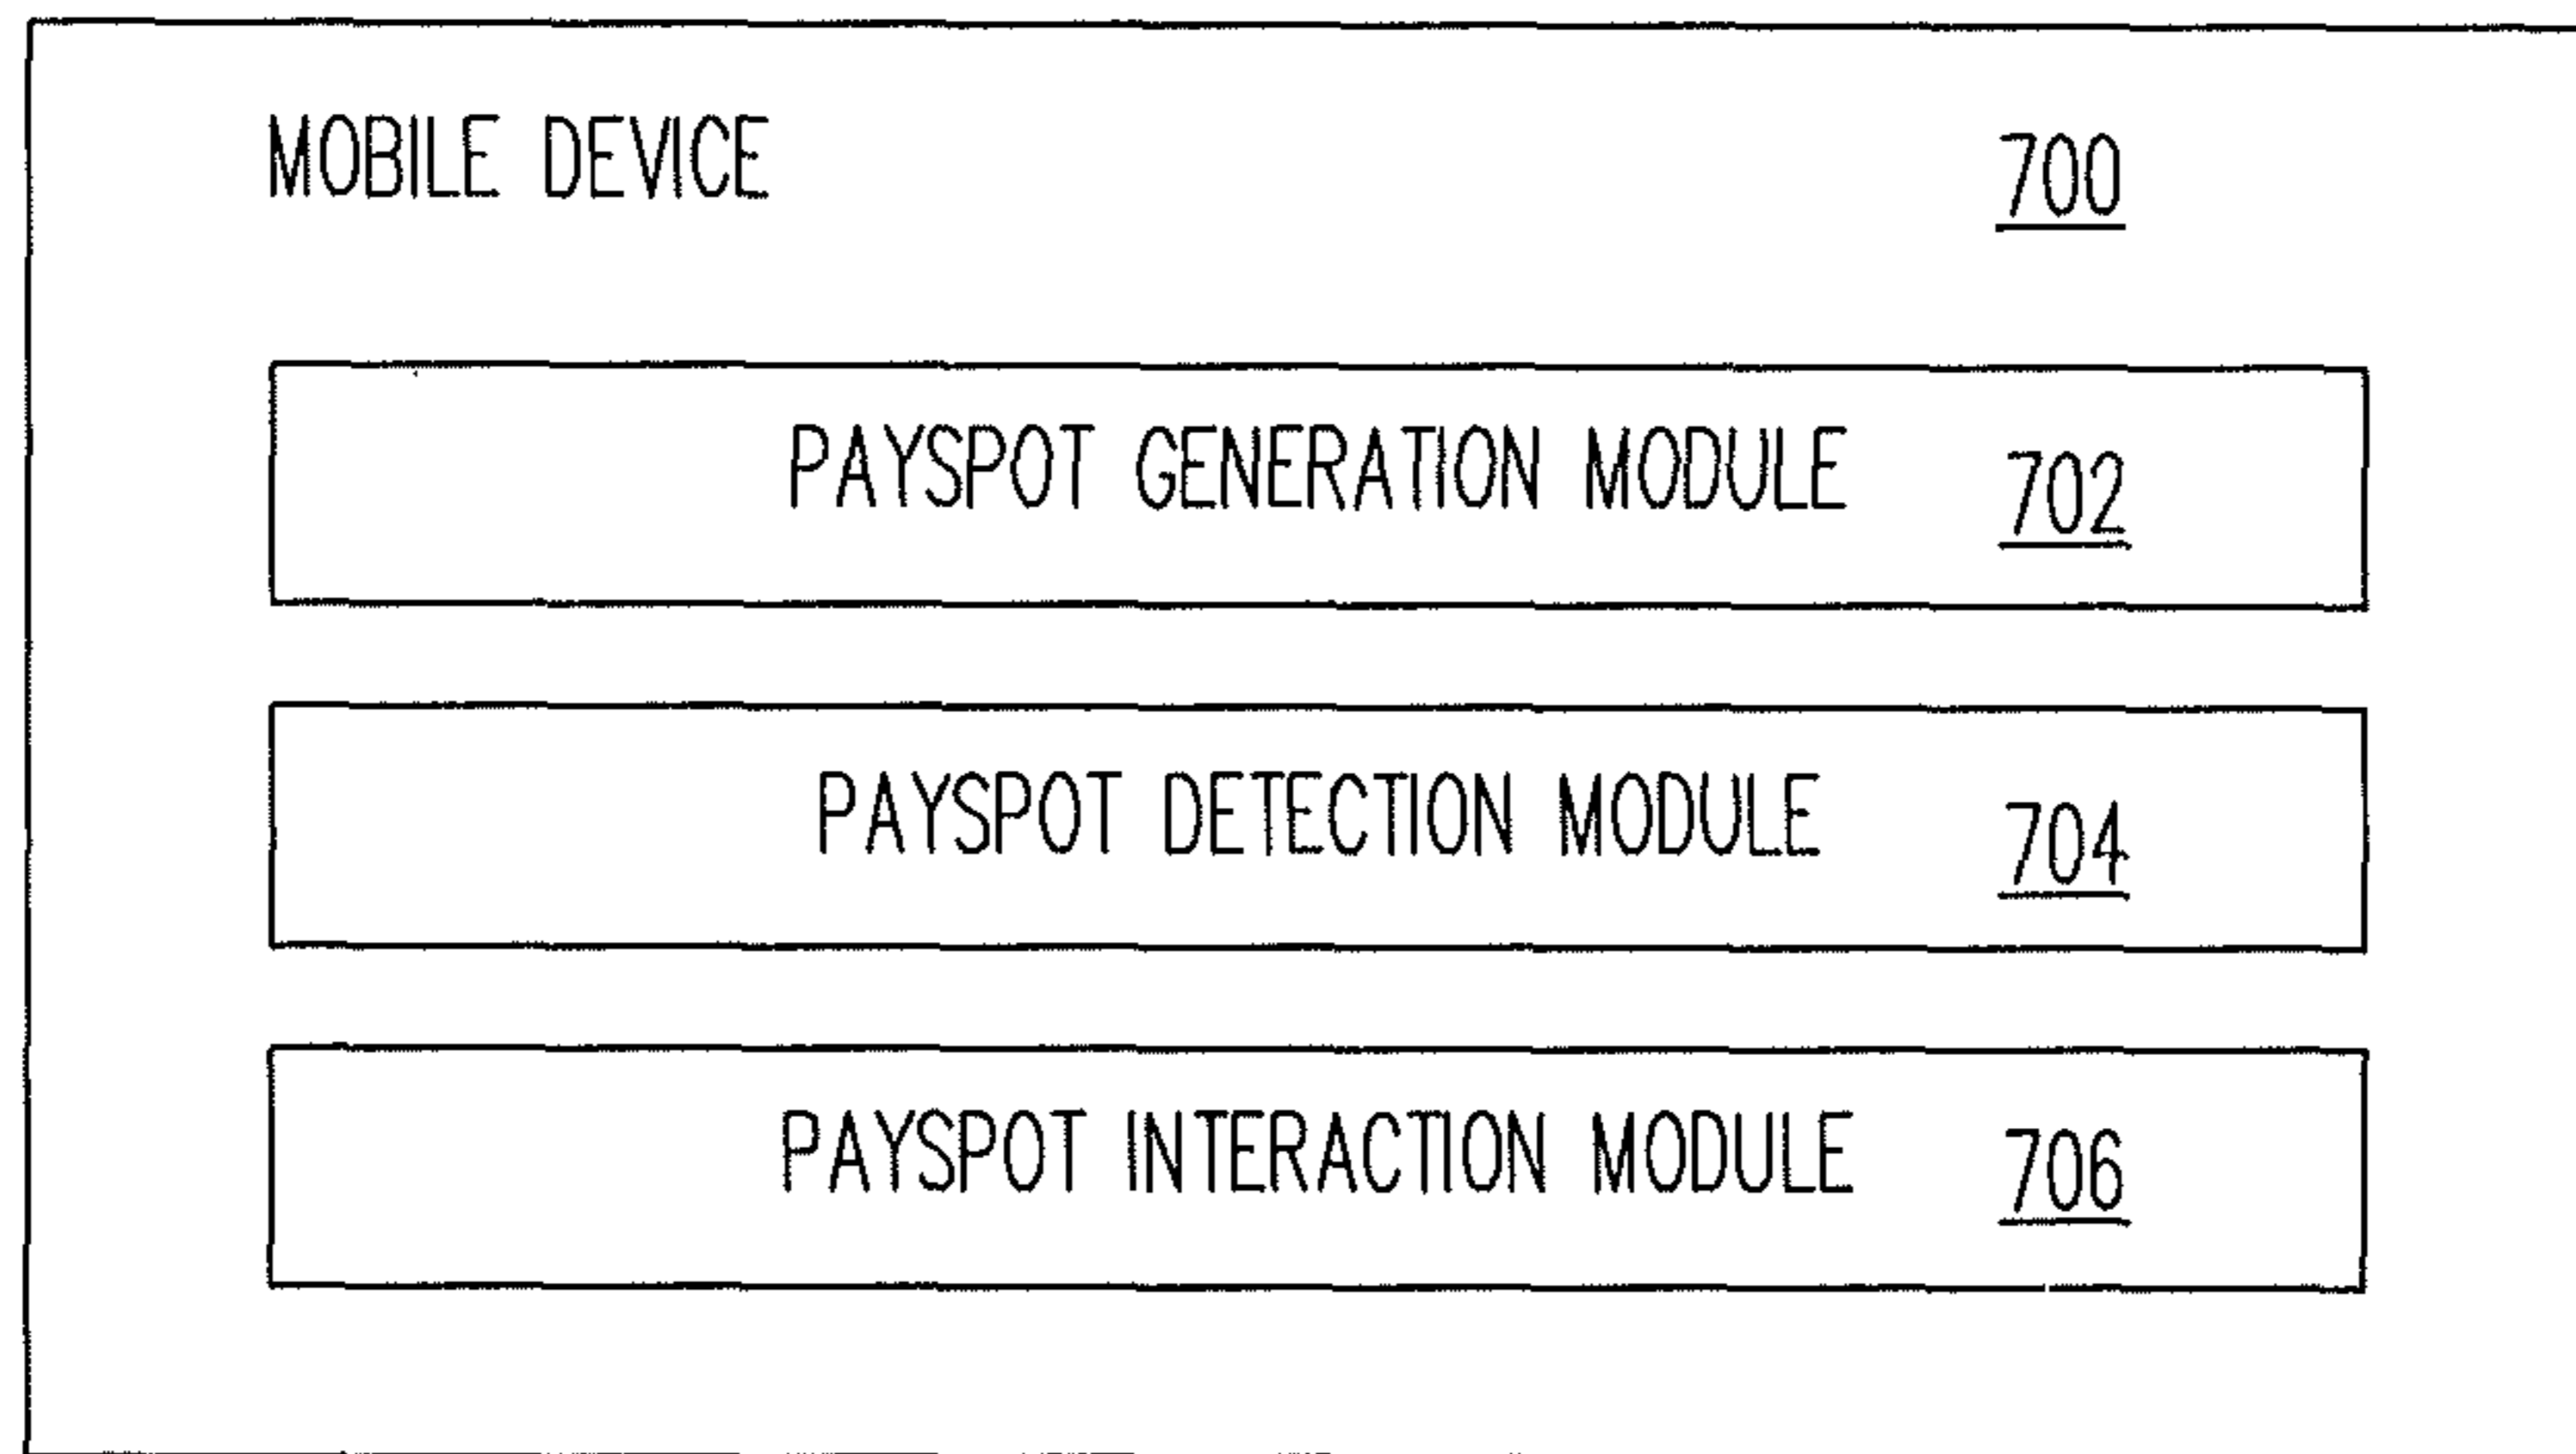 MOBILE DEVICE 700
PAYSPOT GENERATION MODULE 702
PAYSPOT DETECTION MODULE 704
PAYSPOT INTERACTION MODULE 706